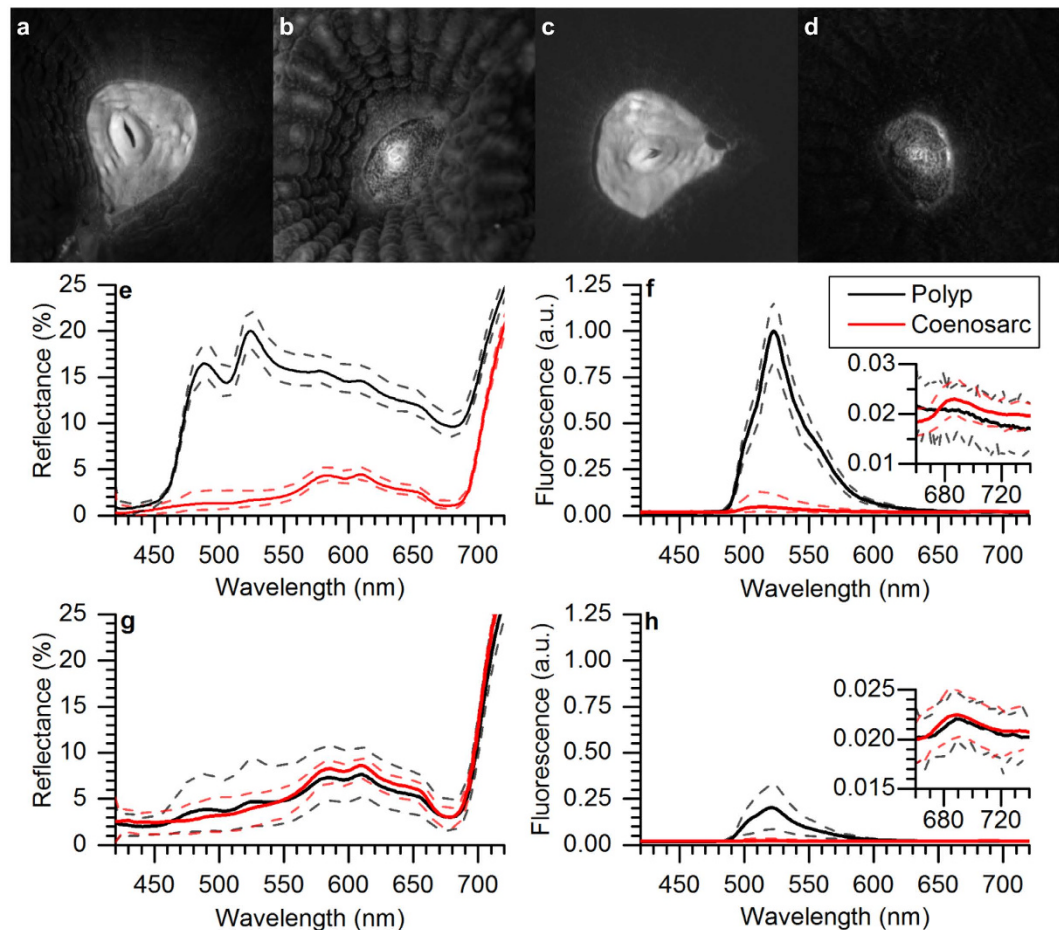 a b c d
e
25
20
15
10
5
0
Reflectance (%)
450 500 550 600 650 700
Wavelength (nm)
f
1.25
1.00
0.75
0.50
0.25
0.00
Fluorescence (a.u.)
450 500 550 600 650 700
Wavelength (nm)
Polyp
Coenosarc
0.03
0.02
0.01
680 720
g
25
20
15
10
5
0
Reflectance (%)
450 500 550 600 650 700
Wavelength (nm)
h
1.25
1.00
0.75
0.50
0.25
0.00
Fluorescence (a.u.)
450 500 550 600 650 700
Wavelength (nm)
0.025
0.020
0.015
680 720